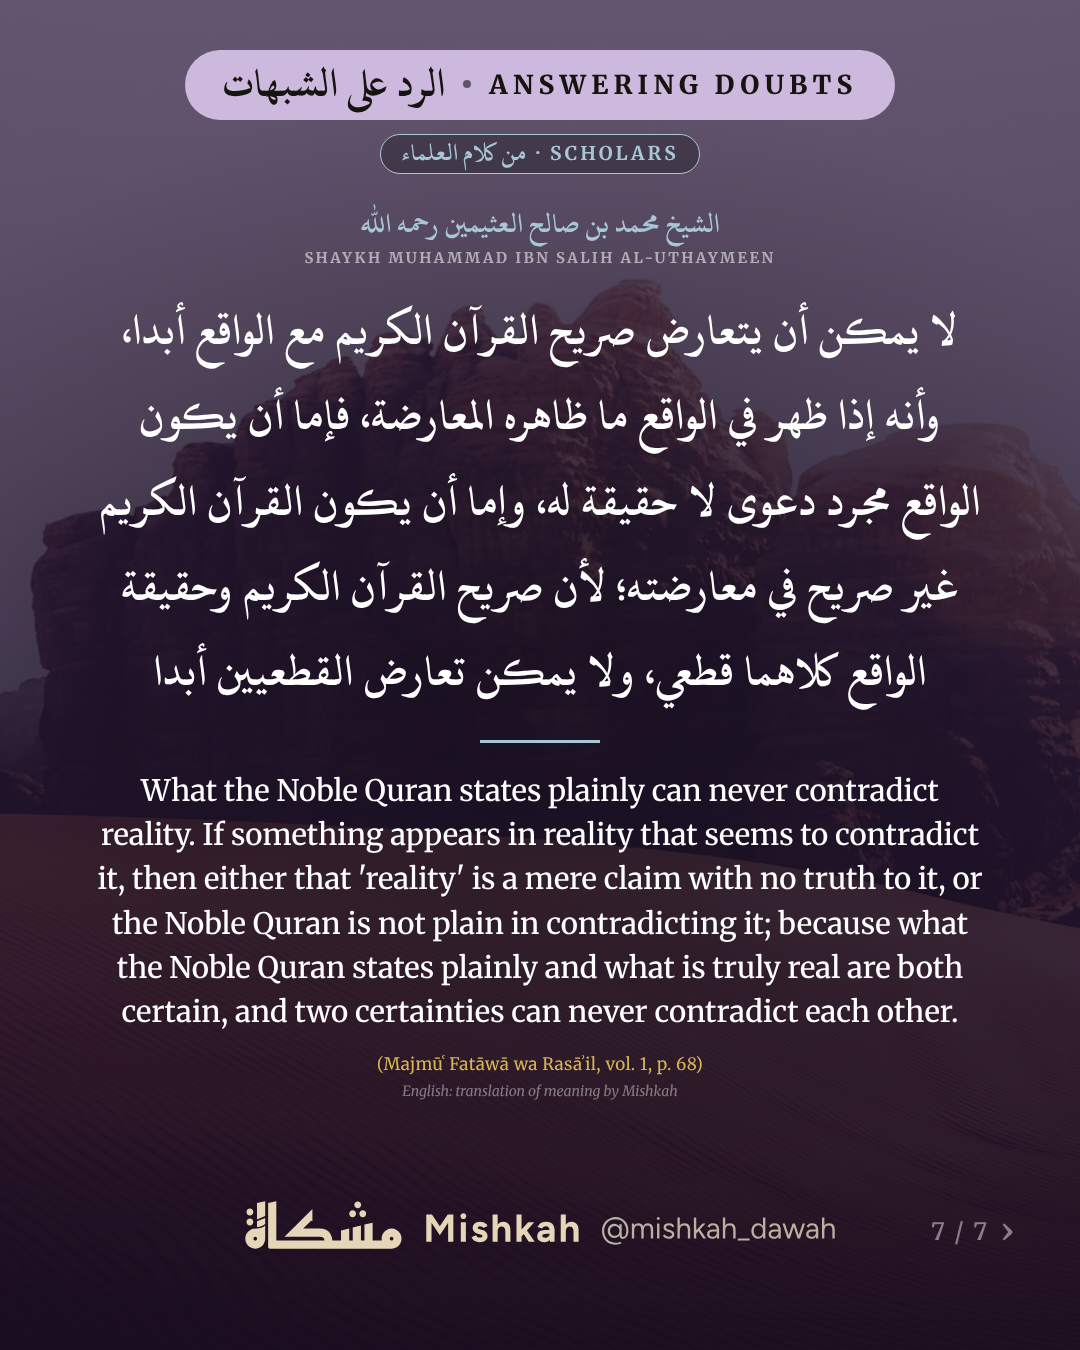 الرد على الشبهات • ANSWERING DOUBTS
من كلام العلماء · SCHOLARS
الشيخ محمد بن صالح العثيمين رحمه الله
SHAYKH MUHAMMAD IBN SALIH AL-UTHAYMEEN
لا يمكن أن يتعارض صريح القرآن الكريم مع الواقع أبدا،
وأنه إذا ظهر في الواقع ما ظاهره المعارضة، فإما أن يكون
الواقع مجرد دعوى لا حقيقة له، وإما أن يكون القرآن الكريم
غير صريح في معارضته؛ لأن صريح القرآن الكريم وحقيقة
الواقع كلاهما قطعي، ولا يمكن تعارض القطعيين أبدا
What the Noble Quran states plainly can never contradict
reality. If something appears in reality that seems to contradict
it, then either that 'reality' is a mere claim with no truth to it, or
the Noble Quran is not plain in contradicting it; because what
the Noble Quran states plainly and what is truly real are both
certain, and two certainties can never contradict each other.
(Majmūʿ Fatāwā wa Rasāʾil, vol. 1, p. 68)
English: translation of meaning by Mishkah
مشكاة Mishkah @mishkah_dawah 7 / 7 ›